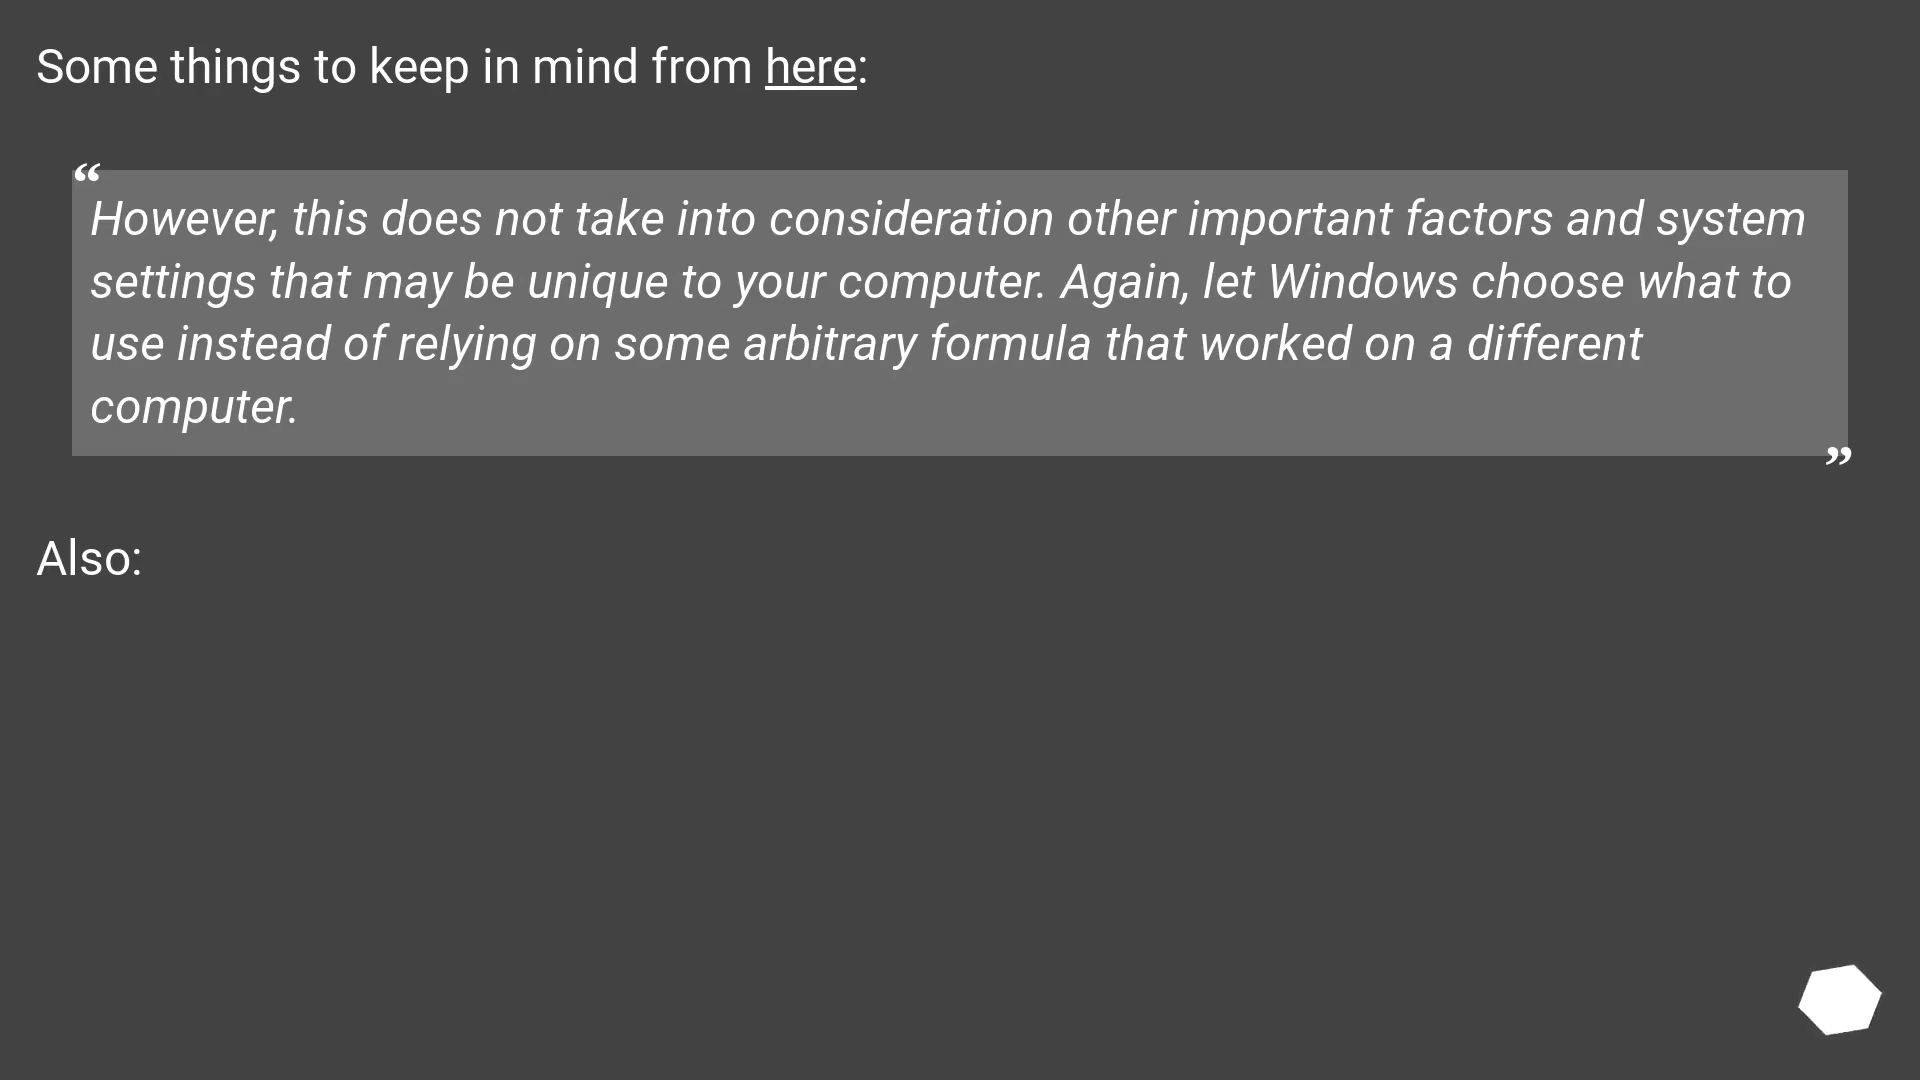 Some things to keep in mind from here:
“
However, this does not take into consideration other important factors and system
settings that may be unique to your computer. Again, let Windows choose what to
use instead of relying on some arbitrary formula that worked on a different
computer.
”
Also: